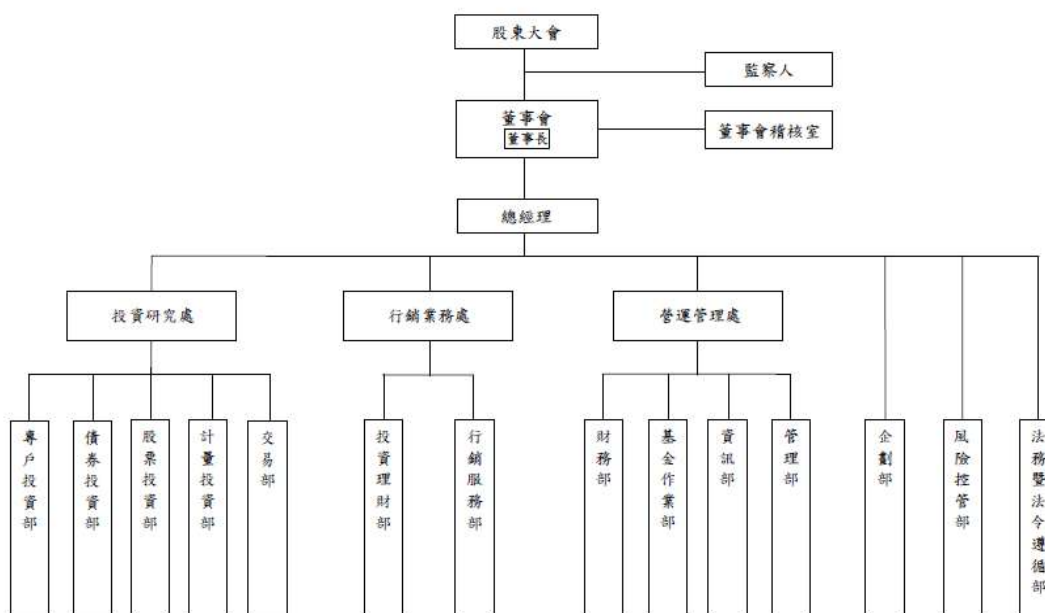 股東大會
監察人
董事會
董事長
董事會稽核室
總經理
投資研究處
行銷業務處
營運管理處
專戶投資部
債券投資部
股票投資部
計量投資部
交易部
投資理財部
行銷服務部
財務部
基金作業部
資訊部
管理部
企劃部
風險控管部
法務暨法令遵循部